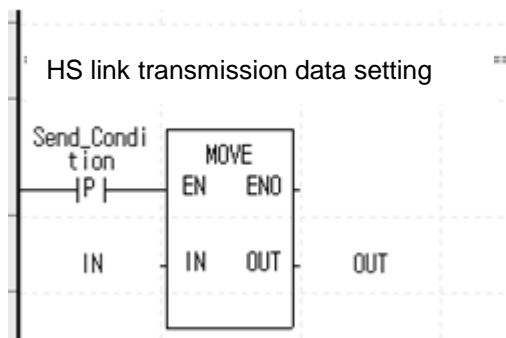 HS link transmission data setting
Send_Condi
tion
P
MOVE
EN ENO
IN IN OUT OUT